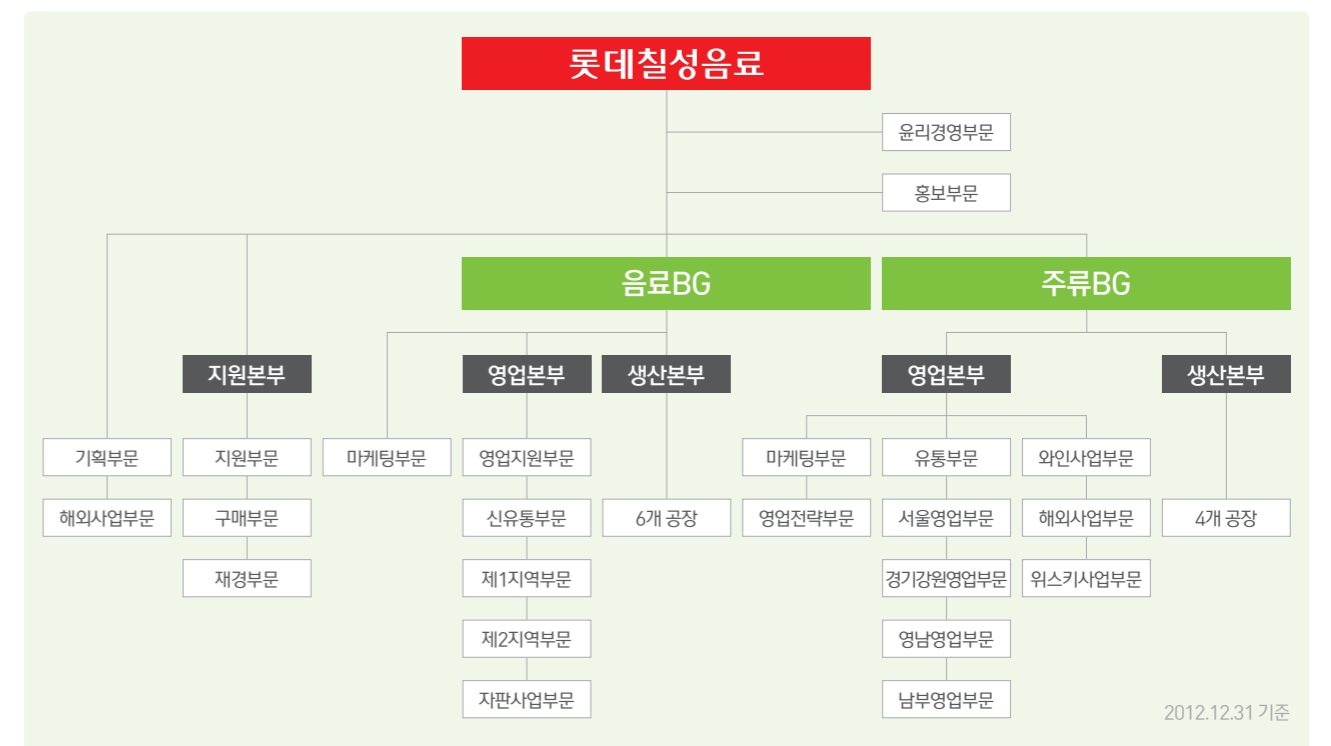 롯데칠성음료
윤리경영부문
홍보부문
음료BG
주류BG
지원본부
영업본부
생산본부
영업본부
생산본부
기획부문
지원부문
마케팅부문
영업지원부문
마케팅부문
유통부문
와인사업부문
해외사업부문
구매부문
신유통부문
6개 공장
영업전략부문
서울영업부문
해외사업부문
4개 공장
재경부문
제1지역부문
경기강원영업부문
위스키사업부문
제2지역부문
영남영업부문
자판사업부문
남부영업부문
2012.12.31 기준